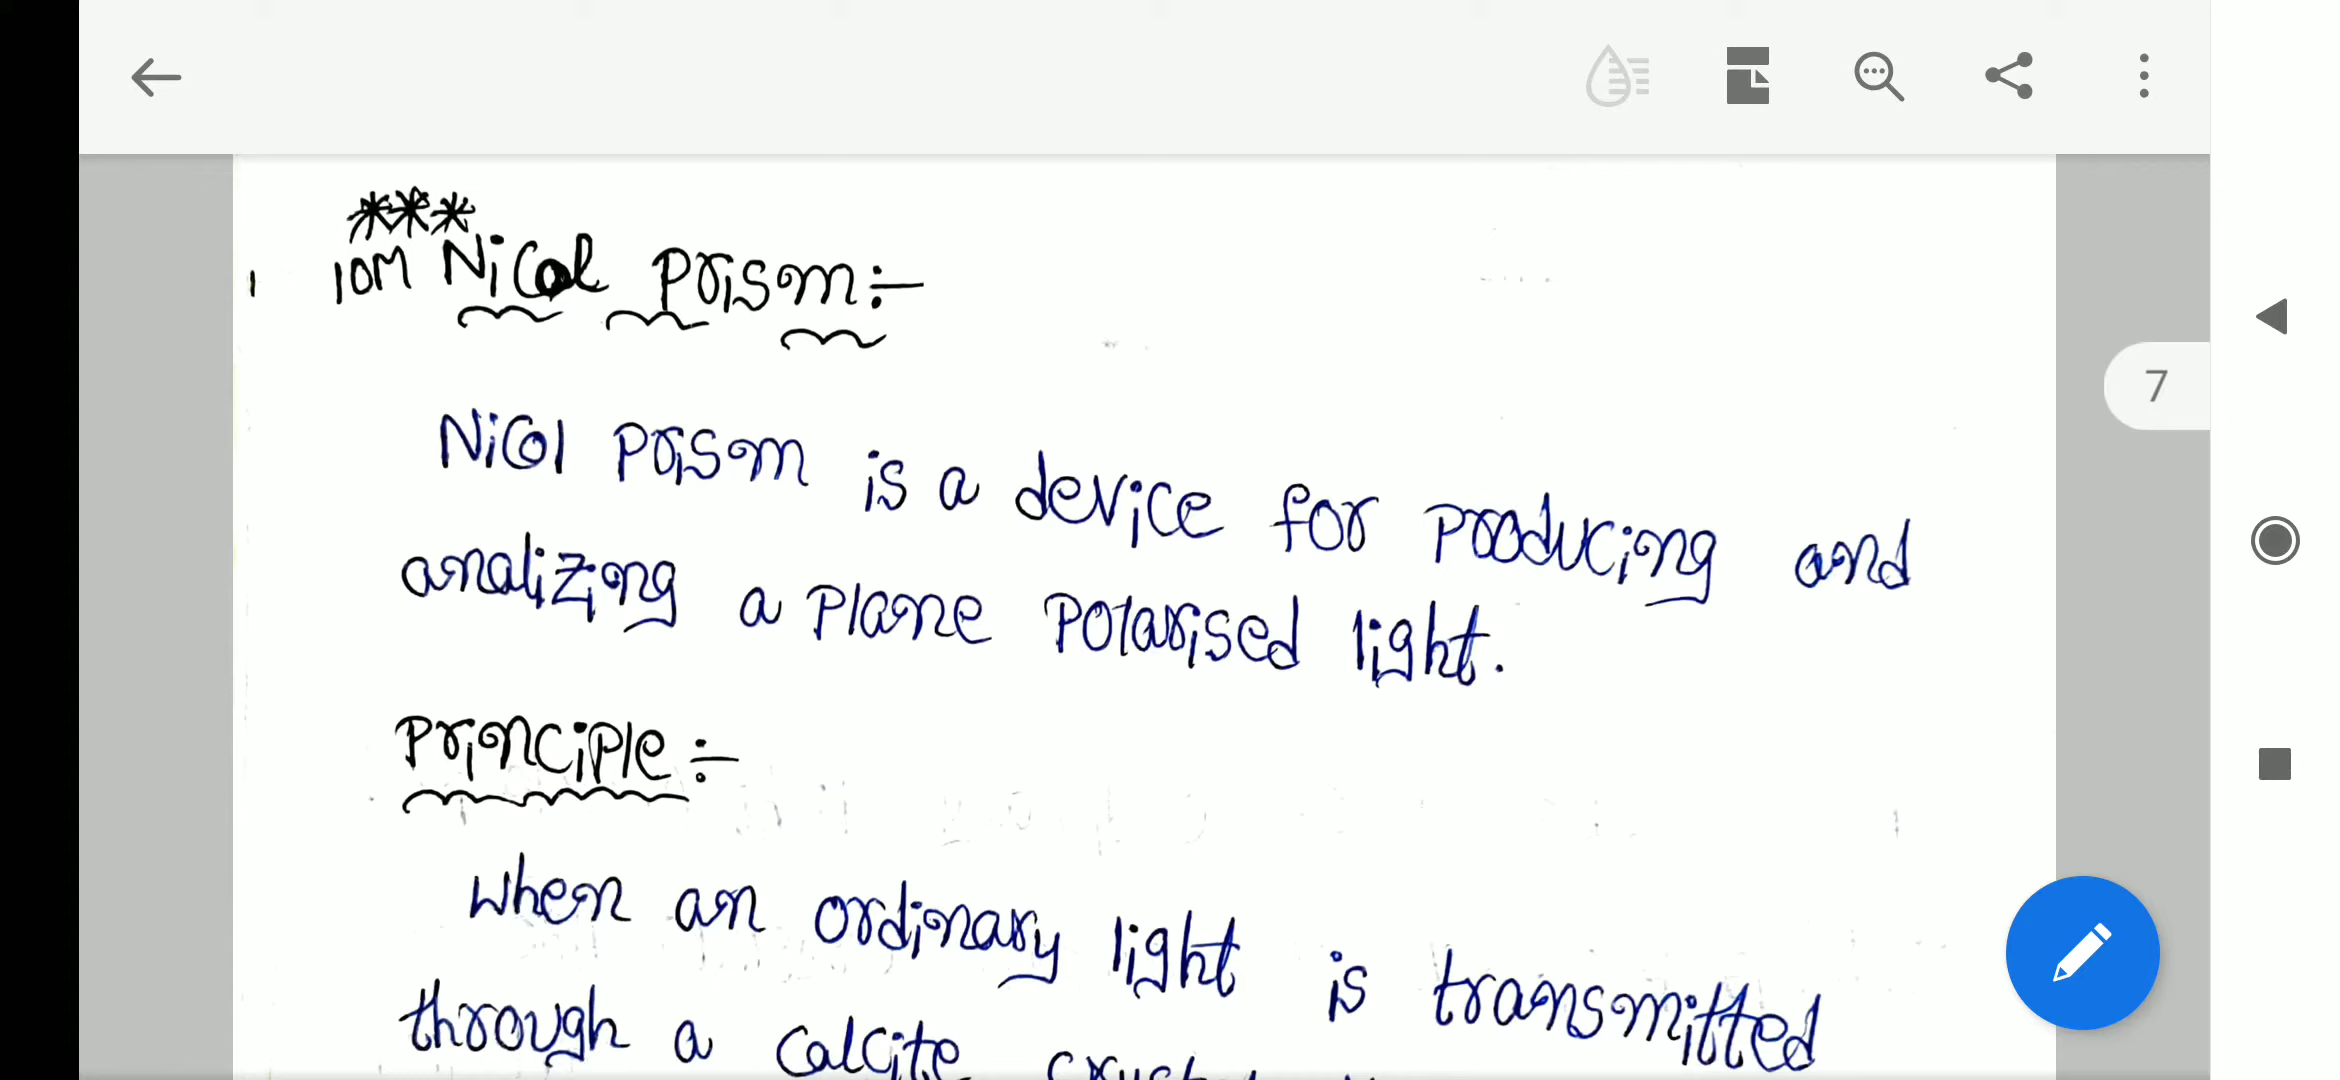 ***
10M Nicol Prism:-
7
Nicol Prism is a device for producing and
analizing a plane polarised light.
Principle:-
When an ordinary light is transmitted
through a calcite